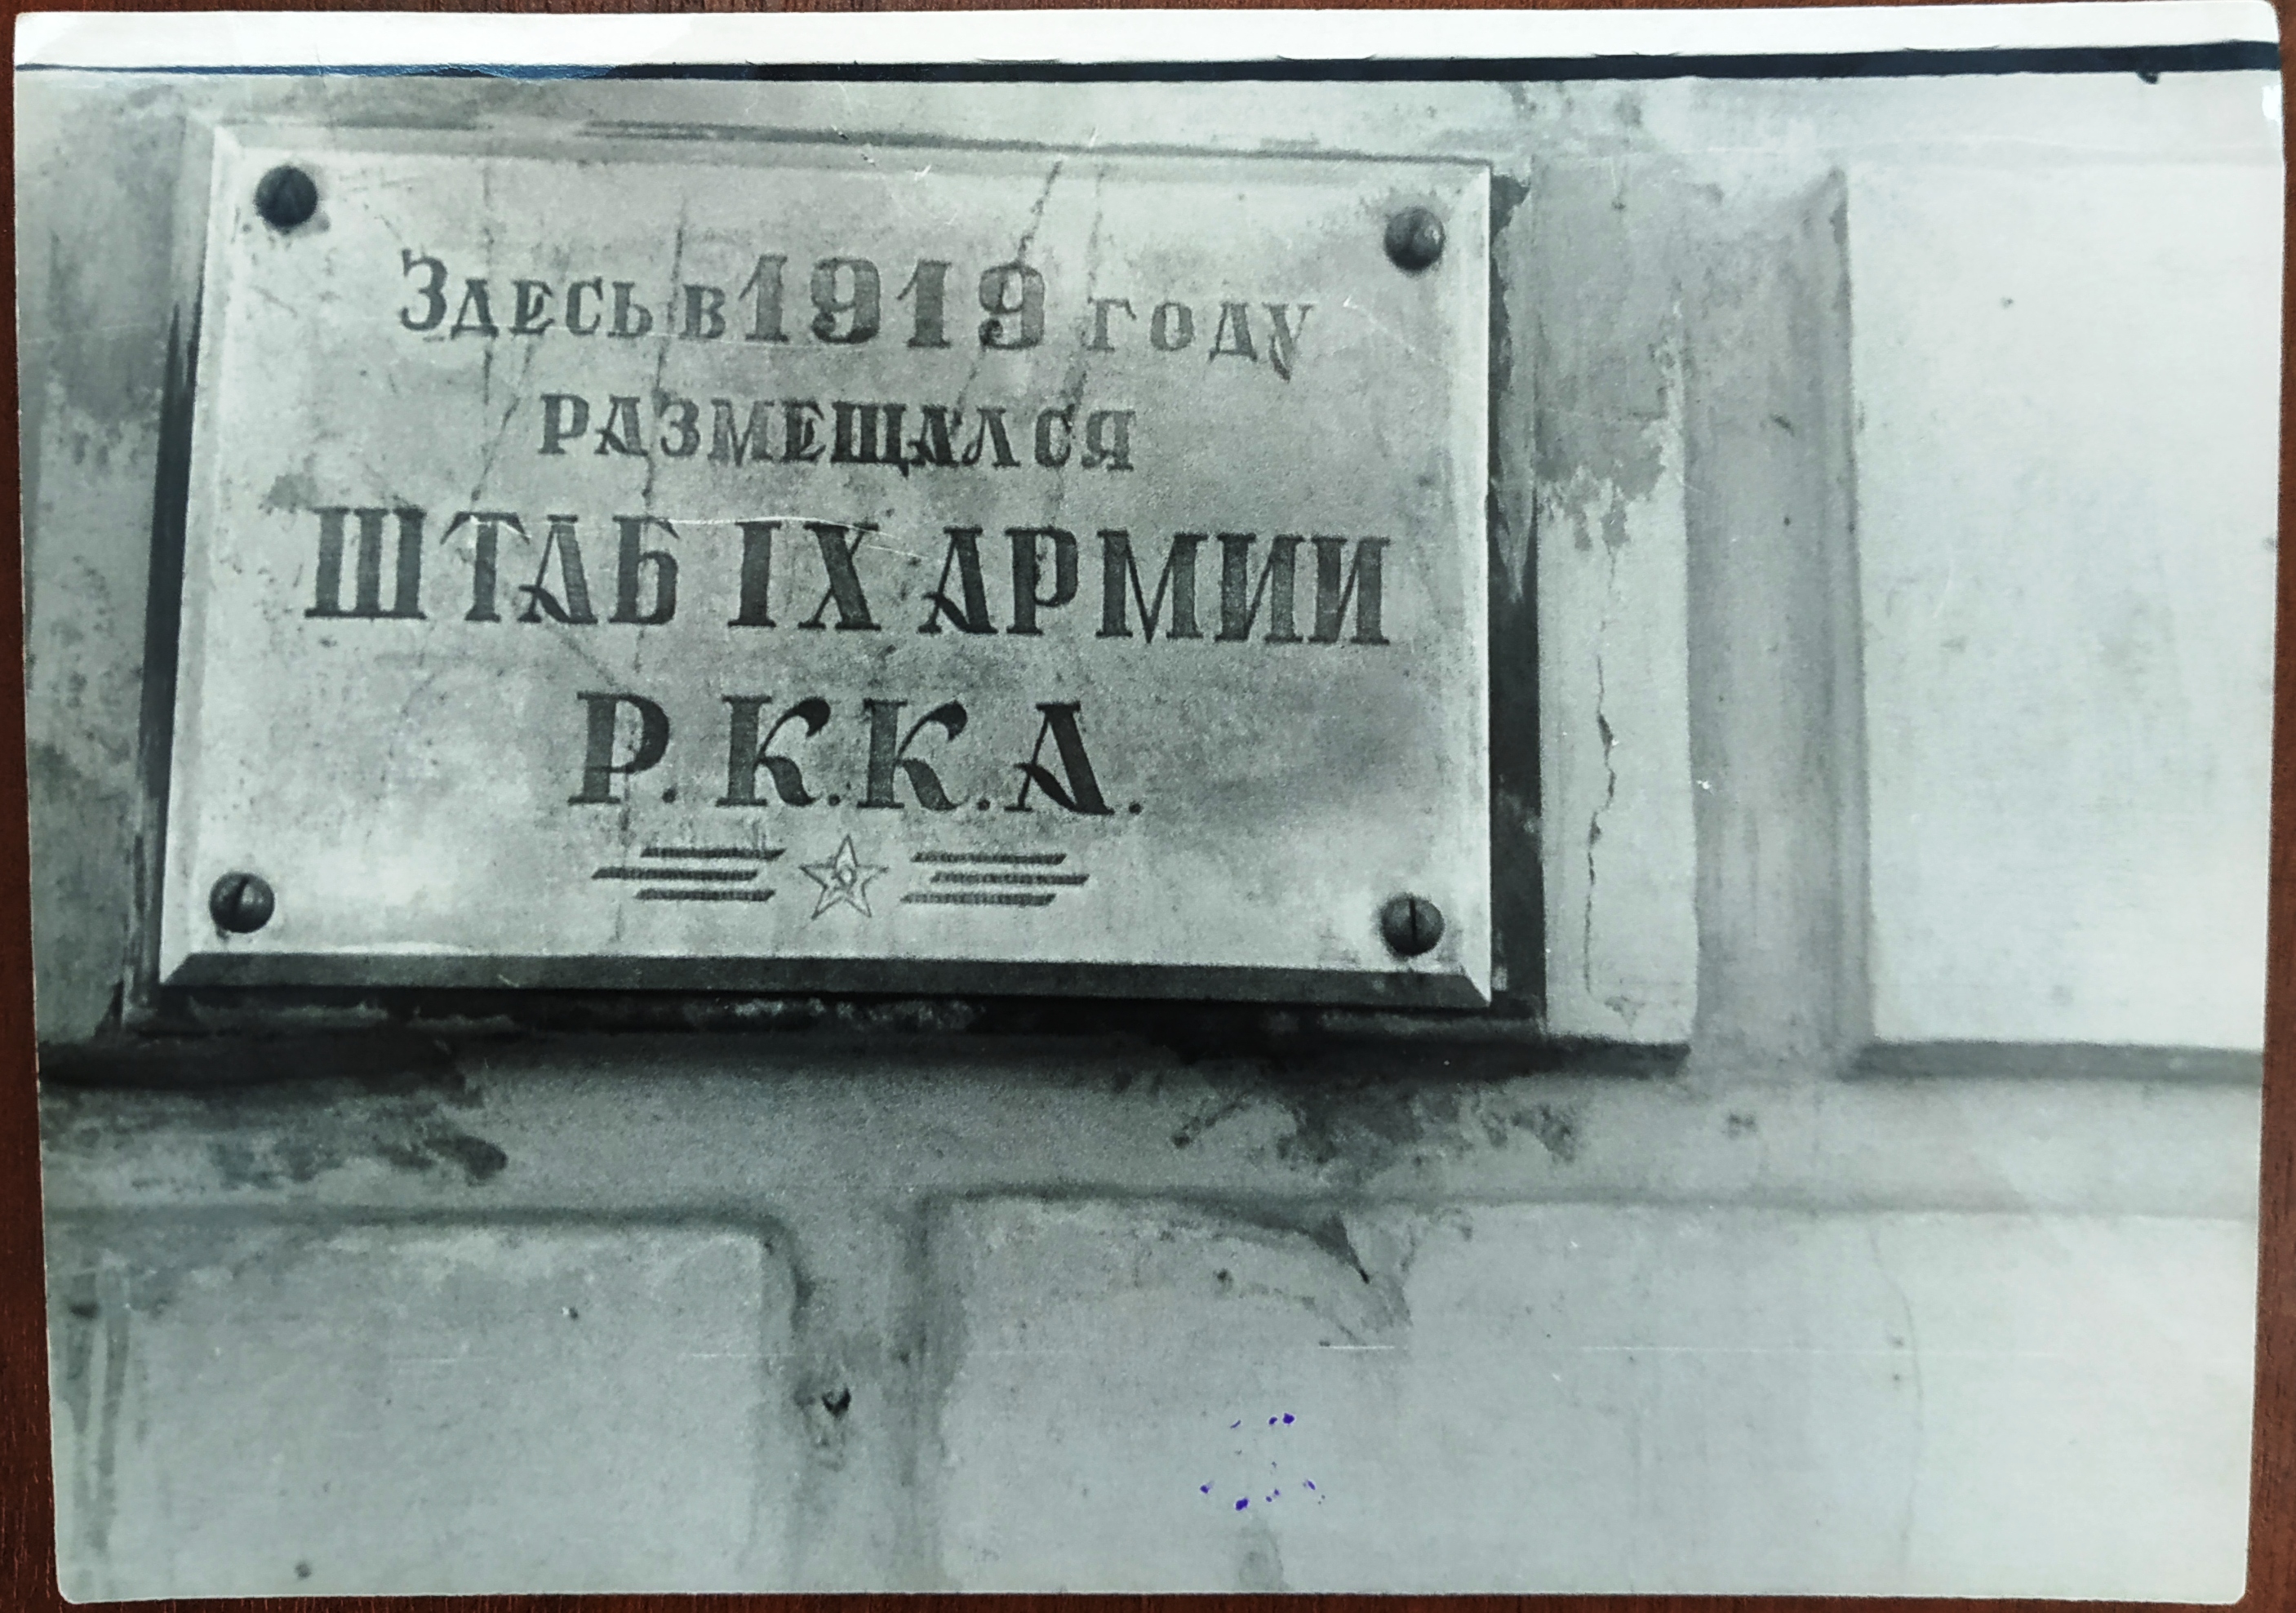 Здесь в 1919 году
размещался
ШТАБ IX АРМИИ
Р.К.К.А.